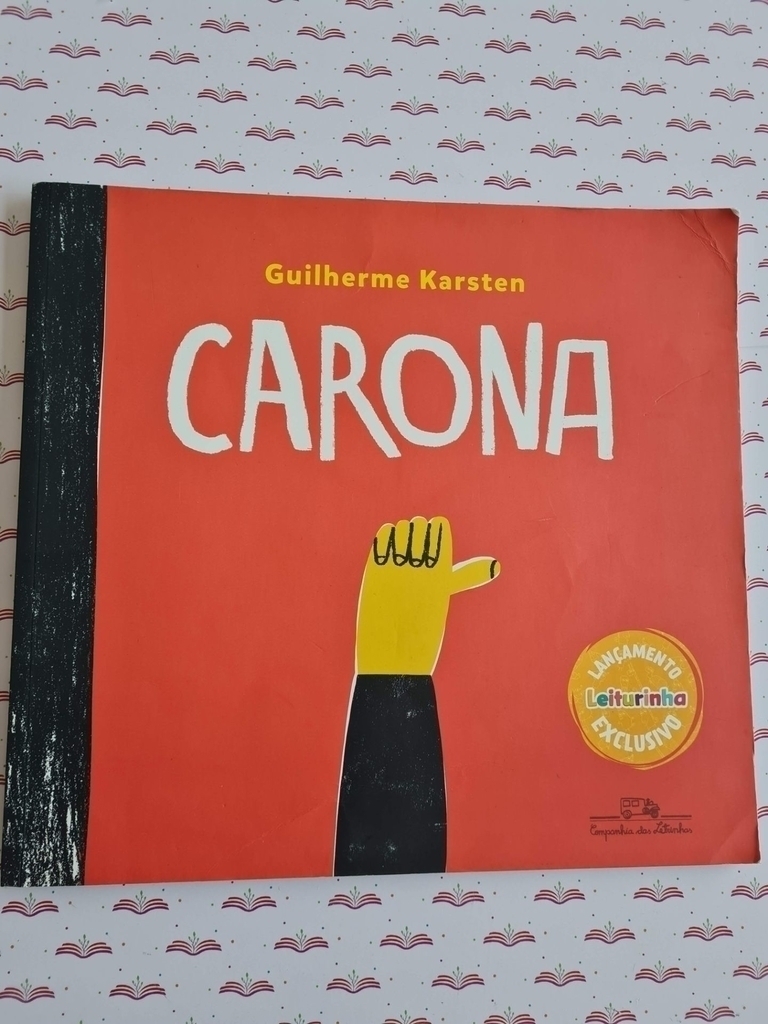 Guilherme Karsten
CARONA
LANÇAMENTO
Leiturinha
EXCLUSIVO
Companhia das Letrinhas